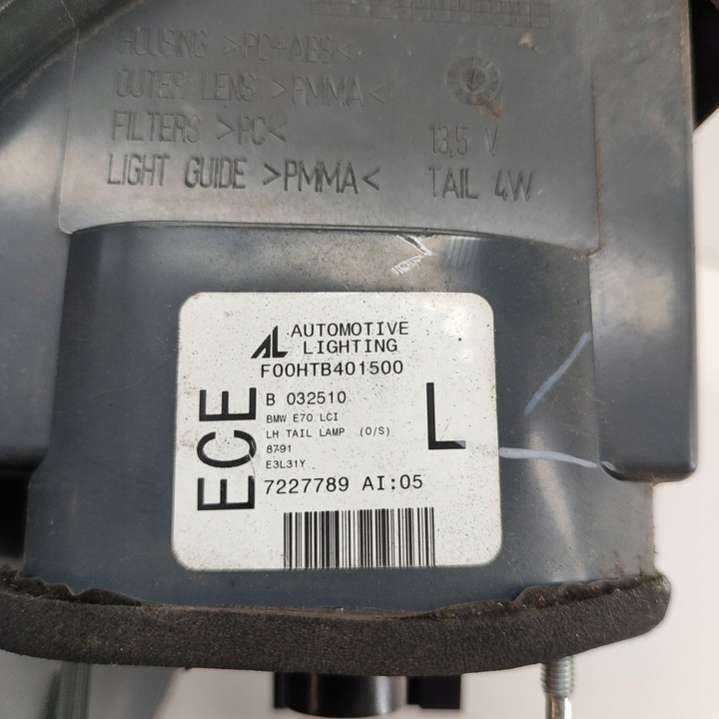 HOUSING >PC-ABS<
OUTER LENS >PMMA<
FILTERS >PC<
LIGHT GUIDE >PMMA<
13,5 V
TAIL 4W
AL AUTOMOTIVE
LIGHTING
F00HTB401500
ECE
B 032510
BMW E70 LCI
LH TAIL LAMP (O/S)
8791
E3L31Y
L
7227789 AI:05